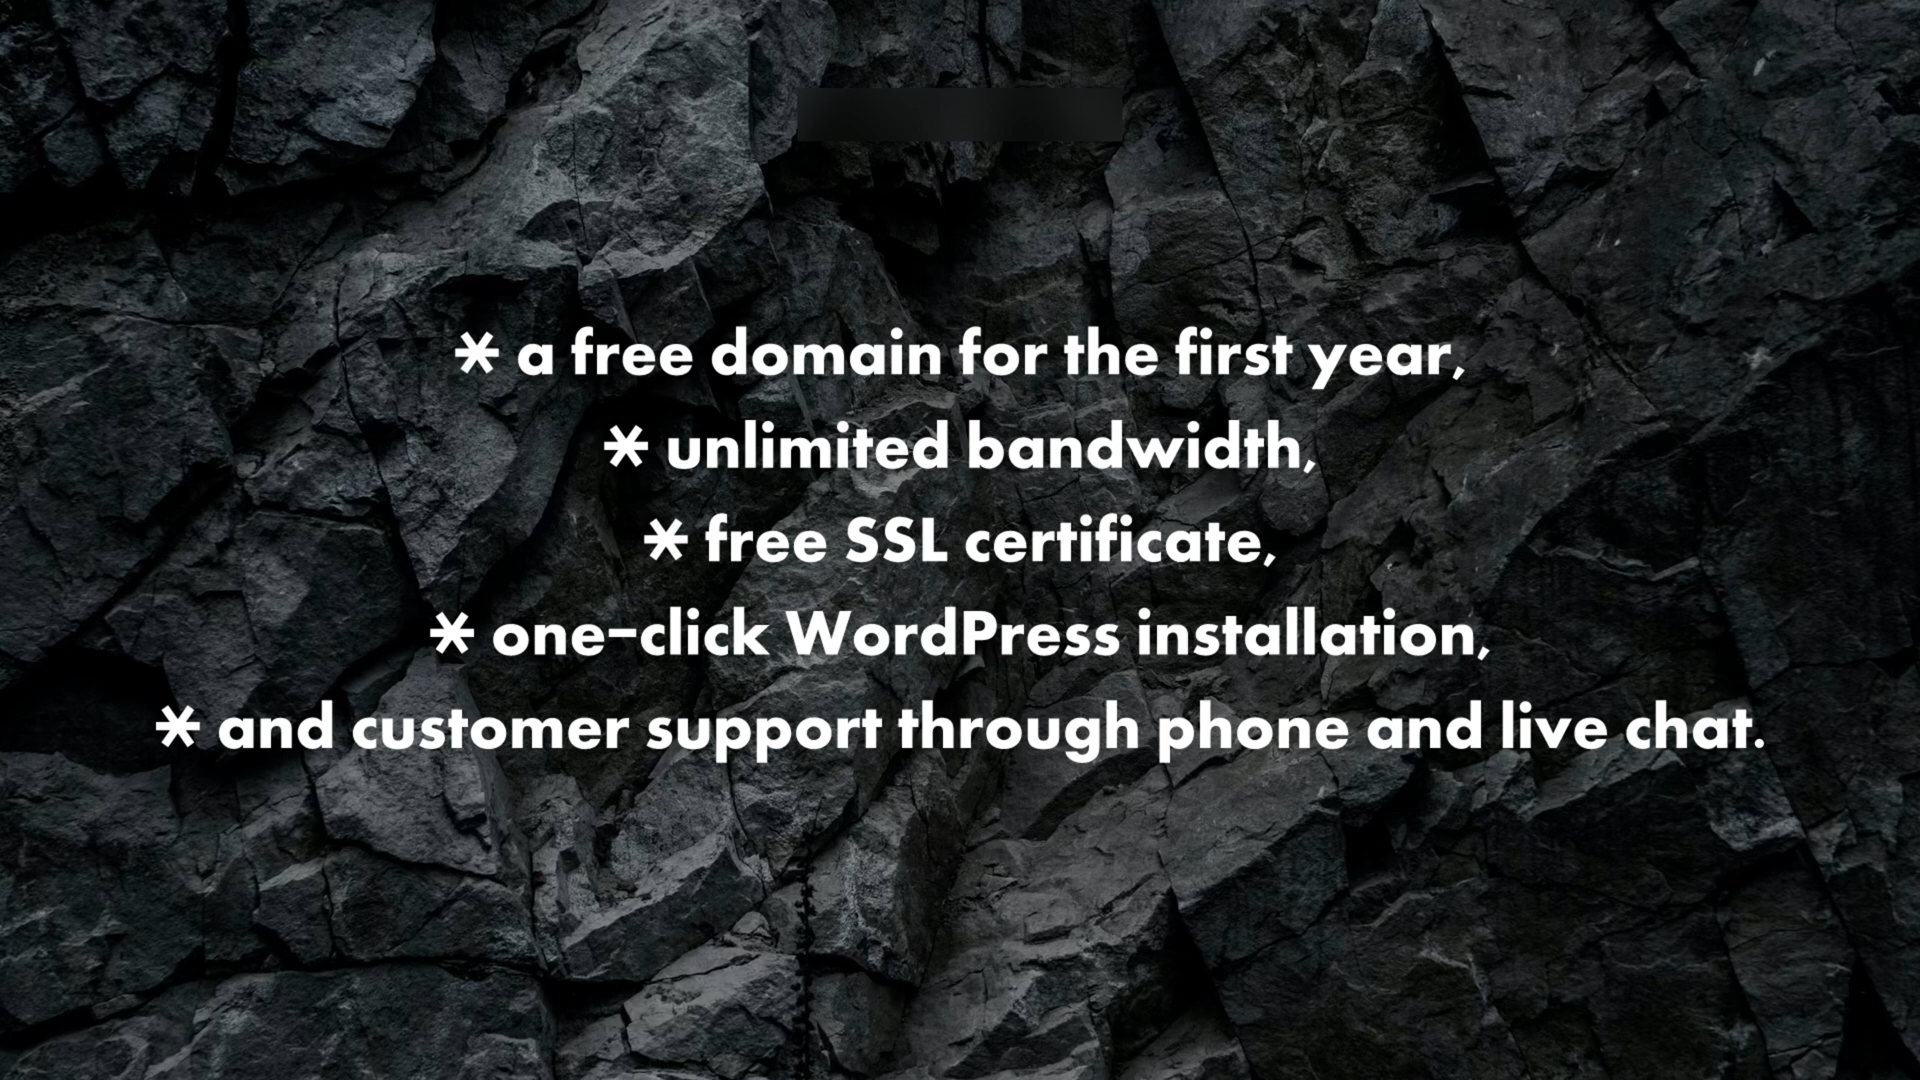 * a free domain for the first year,
* unlimited bandwidth,
* free SSL certificate,
* one-click WordPress installation,
* and customer support through phone and live chat.